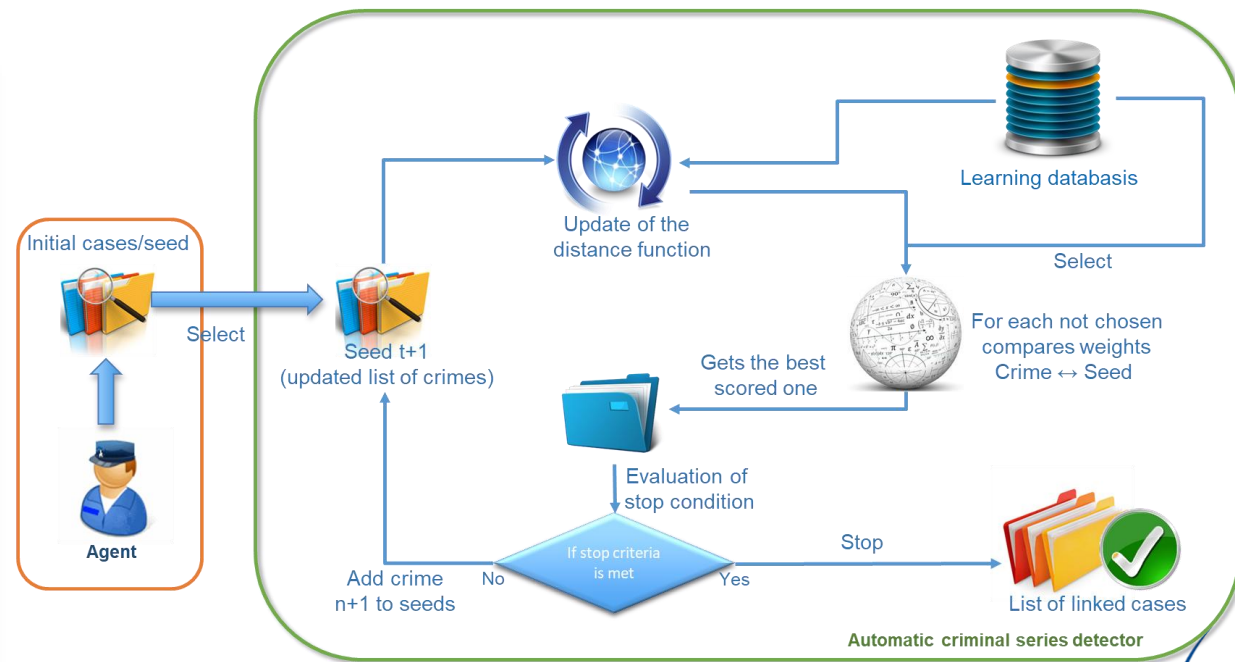 Learning databasis
Update of the
distance function
Initial cases/seed
Select
Select
Seed t+1
(updated list of crimes)
For each not chosen
compares weights
Crime ↔ Seed
Gets the best
scored one
Evaluation of
stop condition
Agent
If stop criteria
is met
No
Yes
Stop
Add crime
n+1 to seeds
List of linked cases
Automatic criminal series detector